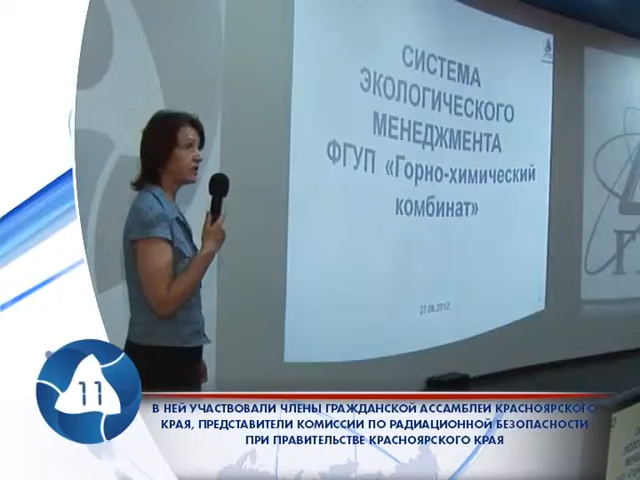 СИСТЕМА
ЭКОЛОГИЧЕСКОГО
МЕНЕДЖМЕНТА
ФГУП «Горно-химический
комбинат»
27.06.2012
11
В НЕЙ УЧАСТВОВАЛИ ЧЛЕНЫ ГРАЖДАНСКОЙ АССАМБЛЕИ КРАСНОЯРСКОГО
КРАЯ, ПРЕДСТАВИТЕЛИ КОМИССИИ ПО РАДИАЦИОННОЙ БЕЗОПАСНОСТИ
ПРИ ПРАВИТЕЛЬСТВЕ КРАСНОЯРСКОГО КРАЯ